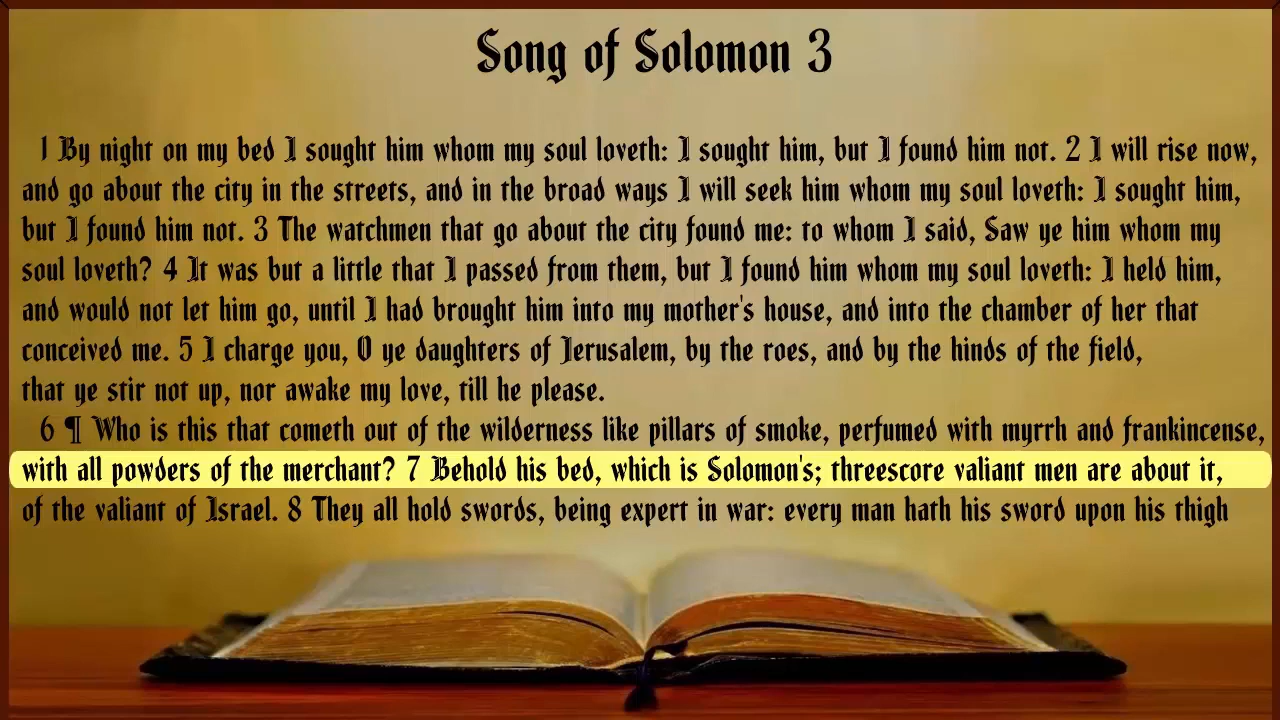 Song of Solomon 3
1 By night on my bed I sought him whom my soul loveth: I sought him, but I found him not. 2 I will rise now,
and go about the city in the streets, and in the broad ways I will seek him whom my soul loveth: I sought him,
but I found him not. 3 The watchmen that go about the city found me: to whom I said, Saw ye him whom my
soul loveth? 4 It was but a little that I passed from them, but I found him whom my soul loveth: I held him,
and would not let him go, until I had brought him into my mother's house, and into the chamber of her that
conceived me. 5 I charge you, O ye daughters of Jerusalem, by the roes, and by the hinds of the field,
that ye stir not up, nor awake my love, till he please.
6 ¶ Who is this that cometh out of the wilderness like pillars of smoke, perfumed with myrrh and frankincense,
with all powders of the merchant? 7 Behold his bed, which is Solomon's; threescore valiant men are about it,
of the valiant of Israel. 8 They all hold swords, being expert in war: every man hath his sword upon his thigh